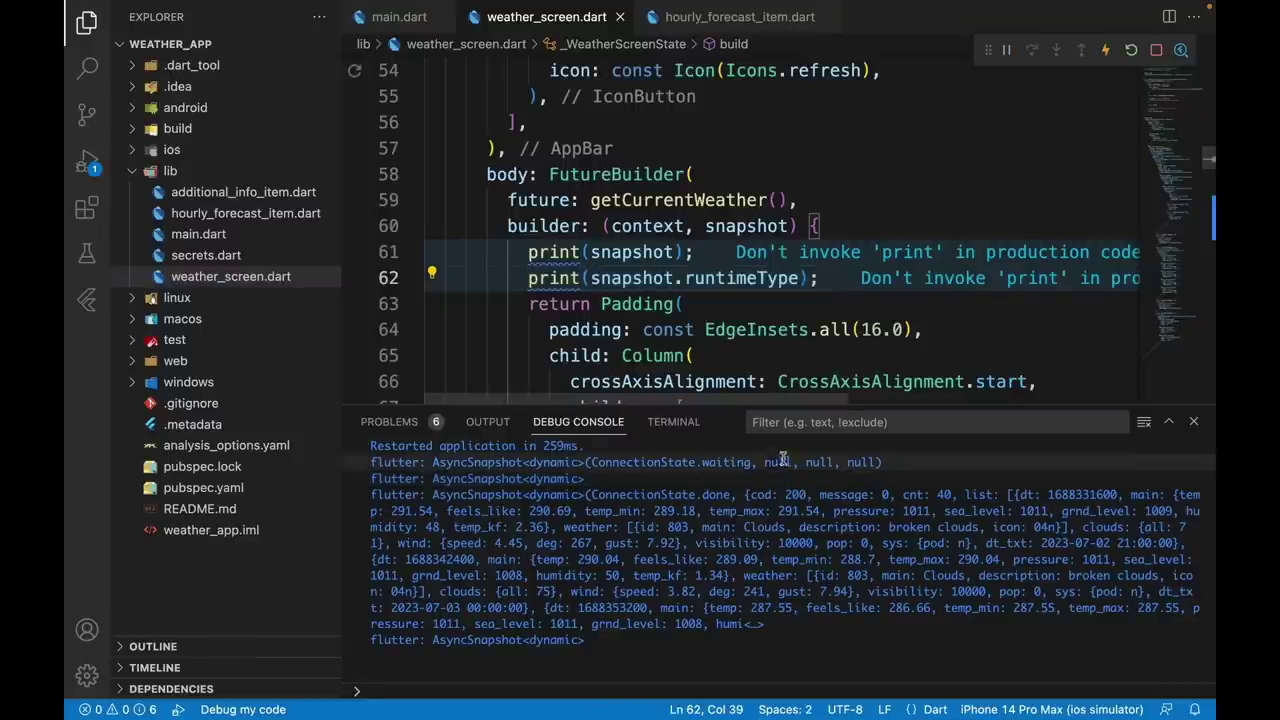 EXPLORER
WEATHER_APP
.dart_tool
.idea
android
build
ios
lib
additional_info_item.dart
hourly_forecast_item.dart
main.dart
secrets.dart
weather_screen.dart
linux
macos
test
web
windows
.gitignore
.metadata
analysis_options.yaml
pubspec.lock
pubspec.yaml
README.md
weather_app.iml
OUTLINE
TIMELINE
DEPENDENCIES
1
main.dart
weather_screen.dart
hourly_forecast_item.dart
lib > weather_screen.dart > _WeatherScreenState > build
54 icon: const Icon(Icons.refresh),
55 ), // IconButton
56 ],
57 ), // AppBar
58 body: FutureBuilder(
59 future: getCurrentWeather(),
60 builder: (context, snapshot) {
61 print(snapshot); Don't invoke 'print' in production code
62 print(snapshot.runtimeType); Don't invoke 'print' in pro
63 return Padding(
64 padding: const EdgeInsets.all(16.0),
65 child: Column(
66 crossAxisAlignment: CrossAxisAlignment.start,
PROBLEMS 6 OUTPUT DEBUG CONSOLE TERMINAL Filter (e.g. text, !exclude)
Restarted application in 259ms.
flutter: AsyncSnapshot<dynamic>(ConnectionState.waiting, null, null, null)
flutter: AsyncSnapshot<dynamic>
flutter: AsyncSnapshot<dynamic>(ConnectionState.done, {cod: 200, message: 0, cnt: 40, list: [{dt: 1688331600, main: {tem
p: 291.54, feels_like: 290.69, temp_min: 289.18, temp_max: 291.54, pressure: 1011, sea_level: 1011, grnd_level: 1009, hu
midity: 48, temp_kf: 2.36}, weather: [{id: 803, main: Clouds, description: broken clouds, icon: 04n}], clouds: {all: 7
1}, wind: {speed: 4.45, deg: 267, gust: 7.92}, visibility: 10000, pop: 0, sys: {pod: n}, dt_txt: 2023-07-02 21:00:00},
{dt: 1688342400, main: {temp: 290.04, feels_like: 289.09, temp_min: 288.7, temp_max: 290.04, pressure: 1011, sea_level:
1011, grnd_level: 1008, humidity: 50, temp_kf: 1.34}, weather: [{id: 803, main: Clouds, description: broken clouds, ico
n: 04n}], clouds: {all: 75}, wind: {speed: 3.82, deg: 241, gust: 7.94}, visibility: 10000, pop: 0, sys: {pod: n}, dt_tx
t: 2023-07-03 00:00:00}, {dt: 1688353200, main: {temp: 287.55, feels_like: 286.66, temp_min: 287.55, temp_max: 287.55, p
ressure: 1011, sea_level: 1011, grnd_level: 1008, humi<…>
flutter: AsyncSnapshot<dynamic>
0 0 6 Debug my code Ln 62, Col 39 Spaces: 2 UTF-8 LF {} Dart iPhone 14 Pro Max (ios simulator)